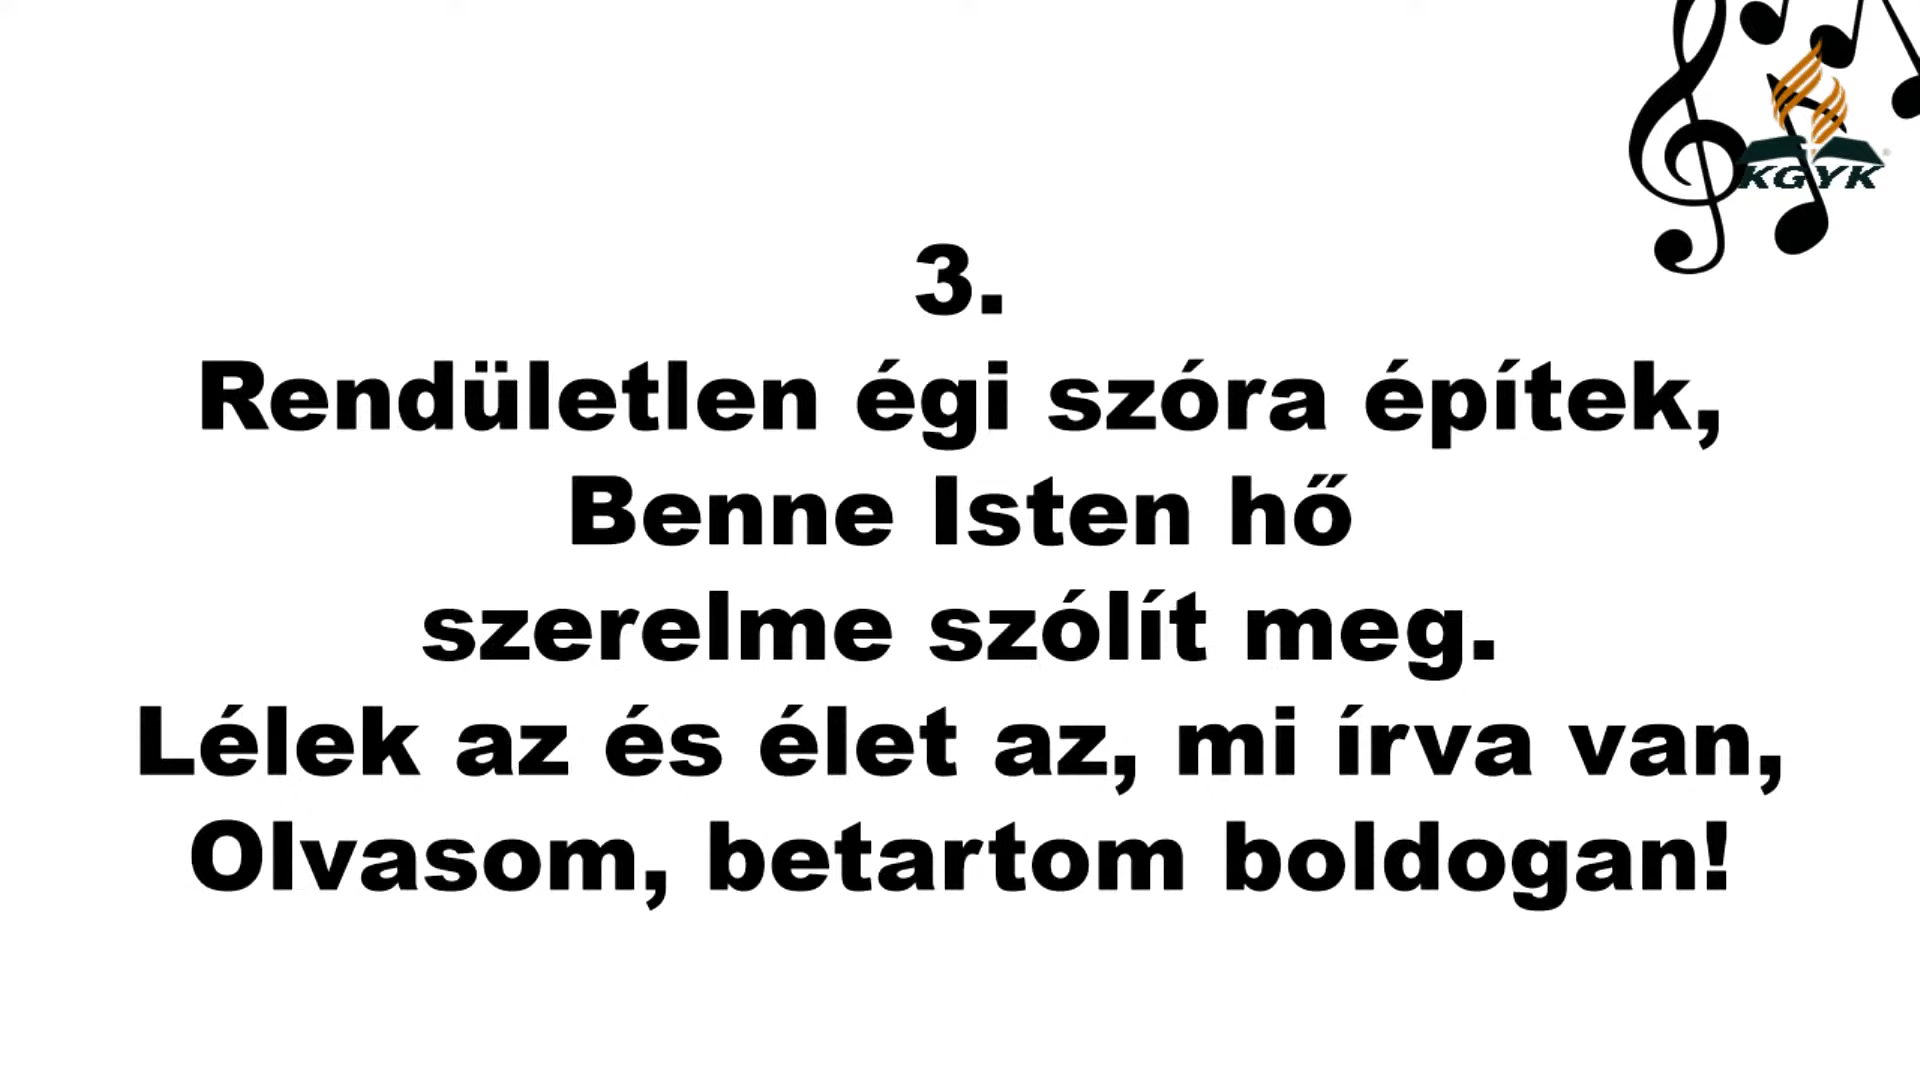 KGYK
3.
Rendületlen égi szóra építek,
Benne Isten hő
szerelme szólít meg.
Lélek az és élet az, mi írva van,
Olvasom, betartom boldogan!